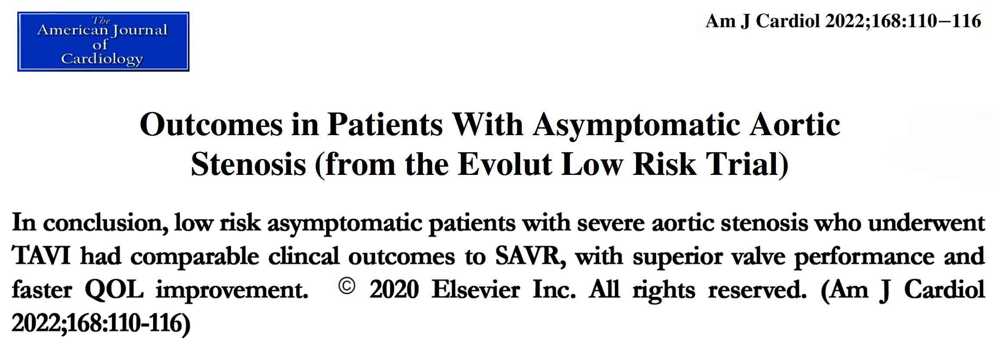 The
American Journal
of
Cardiology
Am J Cardiol 2022;168:110−116
Outcomes in Patients With Asymptomatic Aortic
Stenosis (from the Evolut Low Risk Trial)
In conclusion, low risk asymptomatic patients with severe aortic stenosis who underwent
TAVI had comparable clincal outcomes to SAVR, with superior valve performance and
faster QOL improvement. © 2020 Elsevier Inc. All rights reserved. (Am J Cardiol
2022;168:110-116)